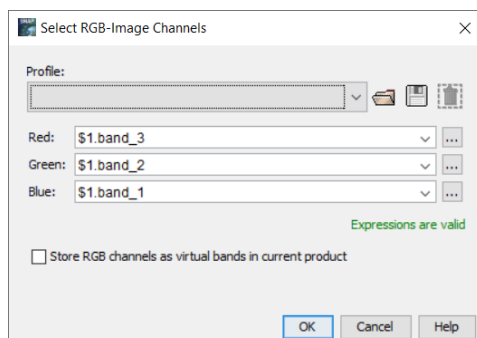 SNAP
Select RGB-Image Channels
Profile:
Red: $1.band_3 ...
Green: $1.band_2 ...
Blue: $1.band_1 ...
Expressions are valid
Store RGB channels as virtual bands in current product
OK Cancel Help